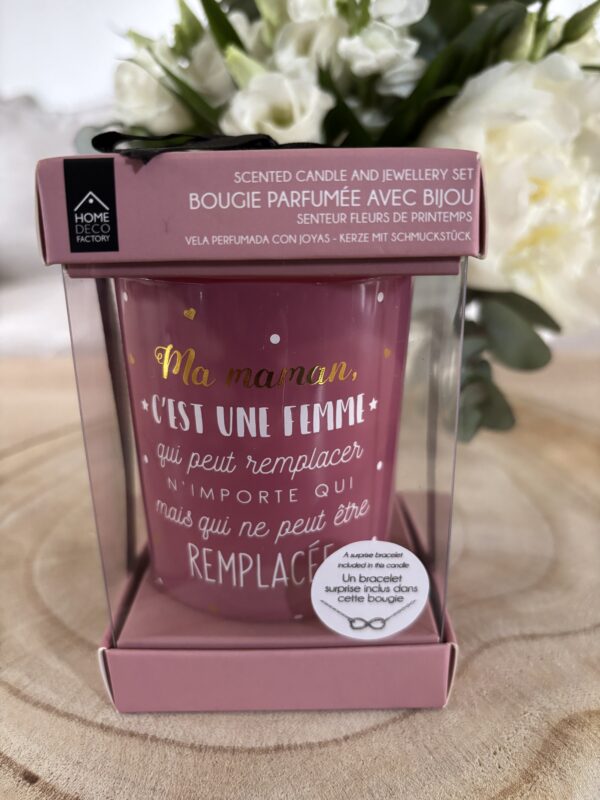 SCENTED CANDLE AND JEWELLERY SET
BOUGIE PARFUMÉE AVEC BIJOU
SENTEUR FLEURS DE PRINTEMPS
VELA PERFUMADA CON JOYAS - KERZE MIT SCHMUCKSTÜCK
HOME
DECO
FACTORY
Ma maman,
C'EST UNE FEMME
qui peut remplacer
N'IMPORTE QUI
mais qui ne peut être
REMPLACÉE
A surprise bracelet
included in this candle
Un bracelet
surprise inclus dans
cette bougie